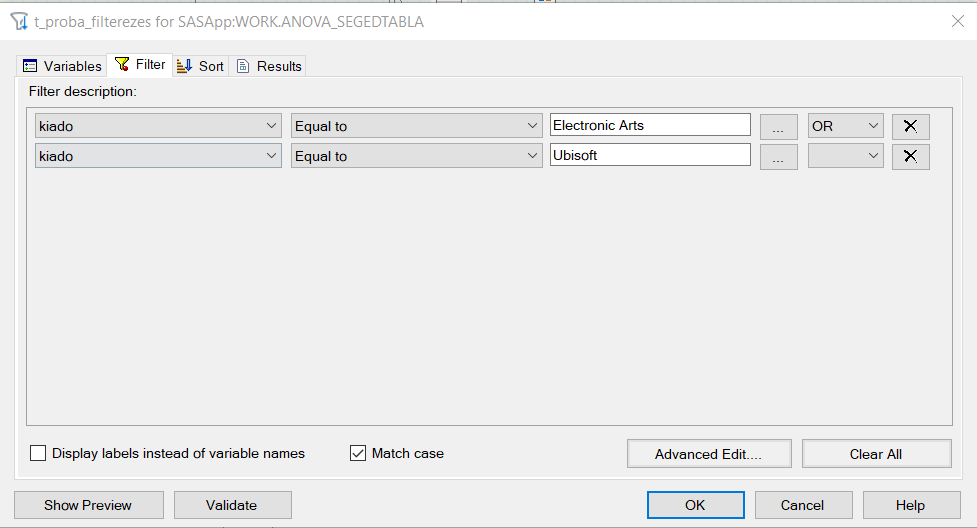 t_proba_filterezes for SASApp:WORK.ANOVA_SEGEDTABLA
Variables Filter Sort Results
Filter description:
kiado Equal to Electronic Arts ... OR
kiado Equal to Ubisoft ...
Display labels instead of variable names Match case Advanced Edit.... Clear All
Show Preview Validate OK Cancel Help